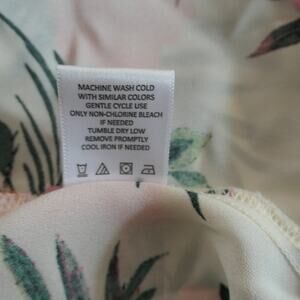 MACHINE WASH COLD
WITH SIMILAR COLORS
GENTLE CYCLE USE
ONLY NON-CHLORINE BLEACH
IF NEEDED
TUMBLE DRY LOW
REMOVE PROMPTLY
COOL IRON IF NEEDED